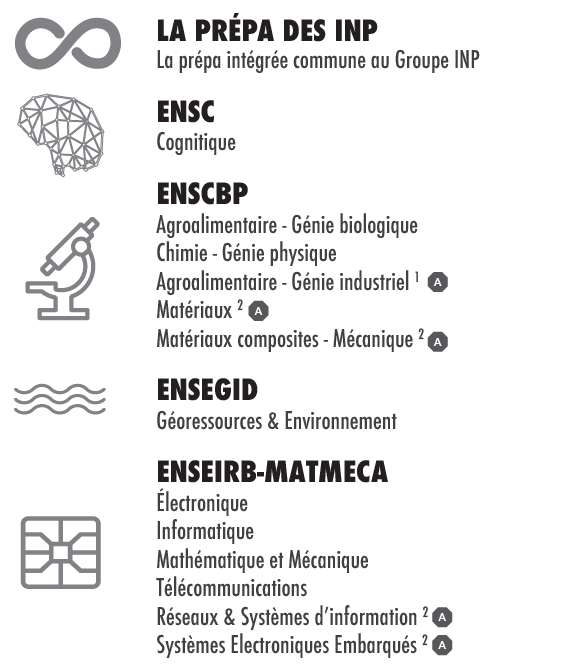 LA PRÉPA DES INP
La prépa intégrée commune au Groupe INP
ENSC
Cognitique
ENSCBP
Agroalimentaire - Génie biologique
Chimie - Génie physique
Agroalimentaire - Génie industriel ¹ A
Matériaux ² A
Matériaux composites - Mécanique ² A
ENSEGID
Géoressources & Environnement
ENSEIRB-MATMECA
Électronique
Informatique
Mathématique et Mécanique
Télécommunications
Réseaux & Systèmes d'information ² A
Systèmes Electroniques Embarqués ² A